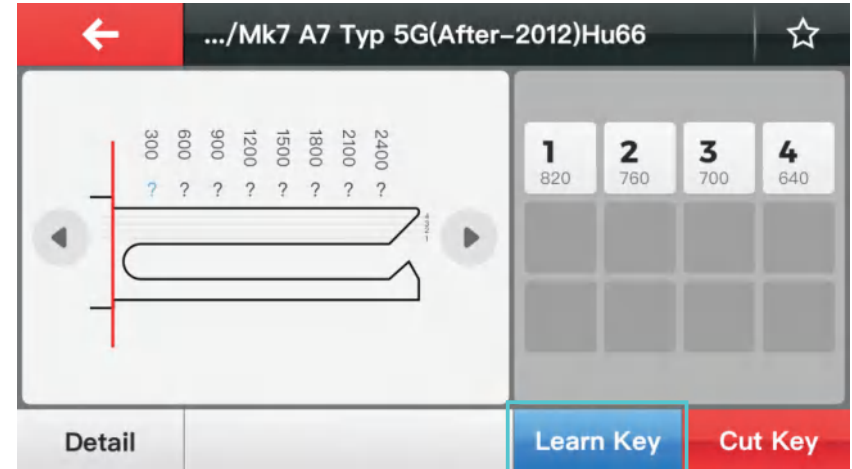 .../Mk7 A7 Typ 5G(After-2012)Hu66
300 600 900 1200 1500 1800 2100 2400
? ? ? ? ? ? ? ?
1 2 3 4
820 760 700 640
Detail
Learn Key
Cut Key